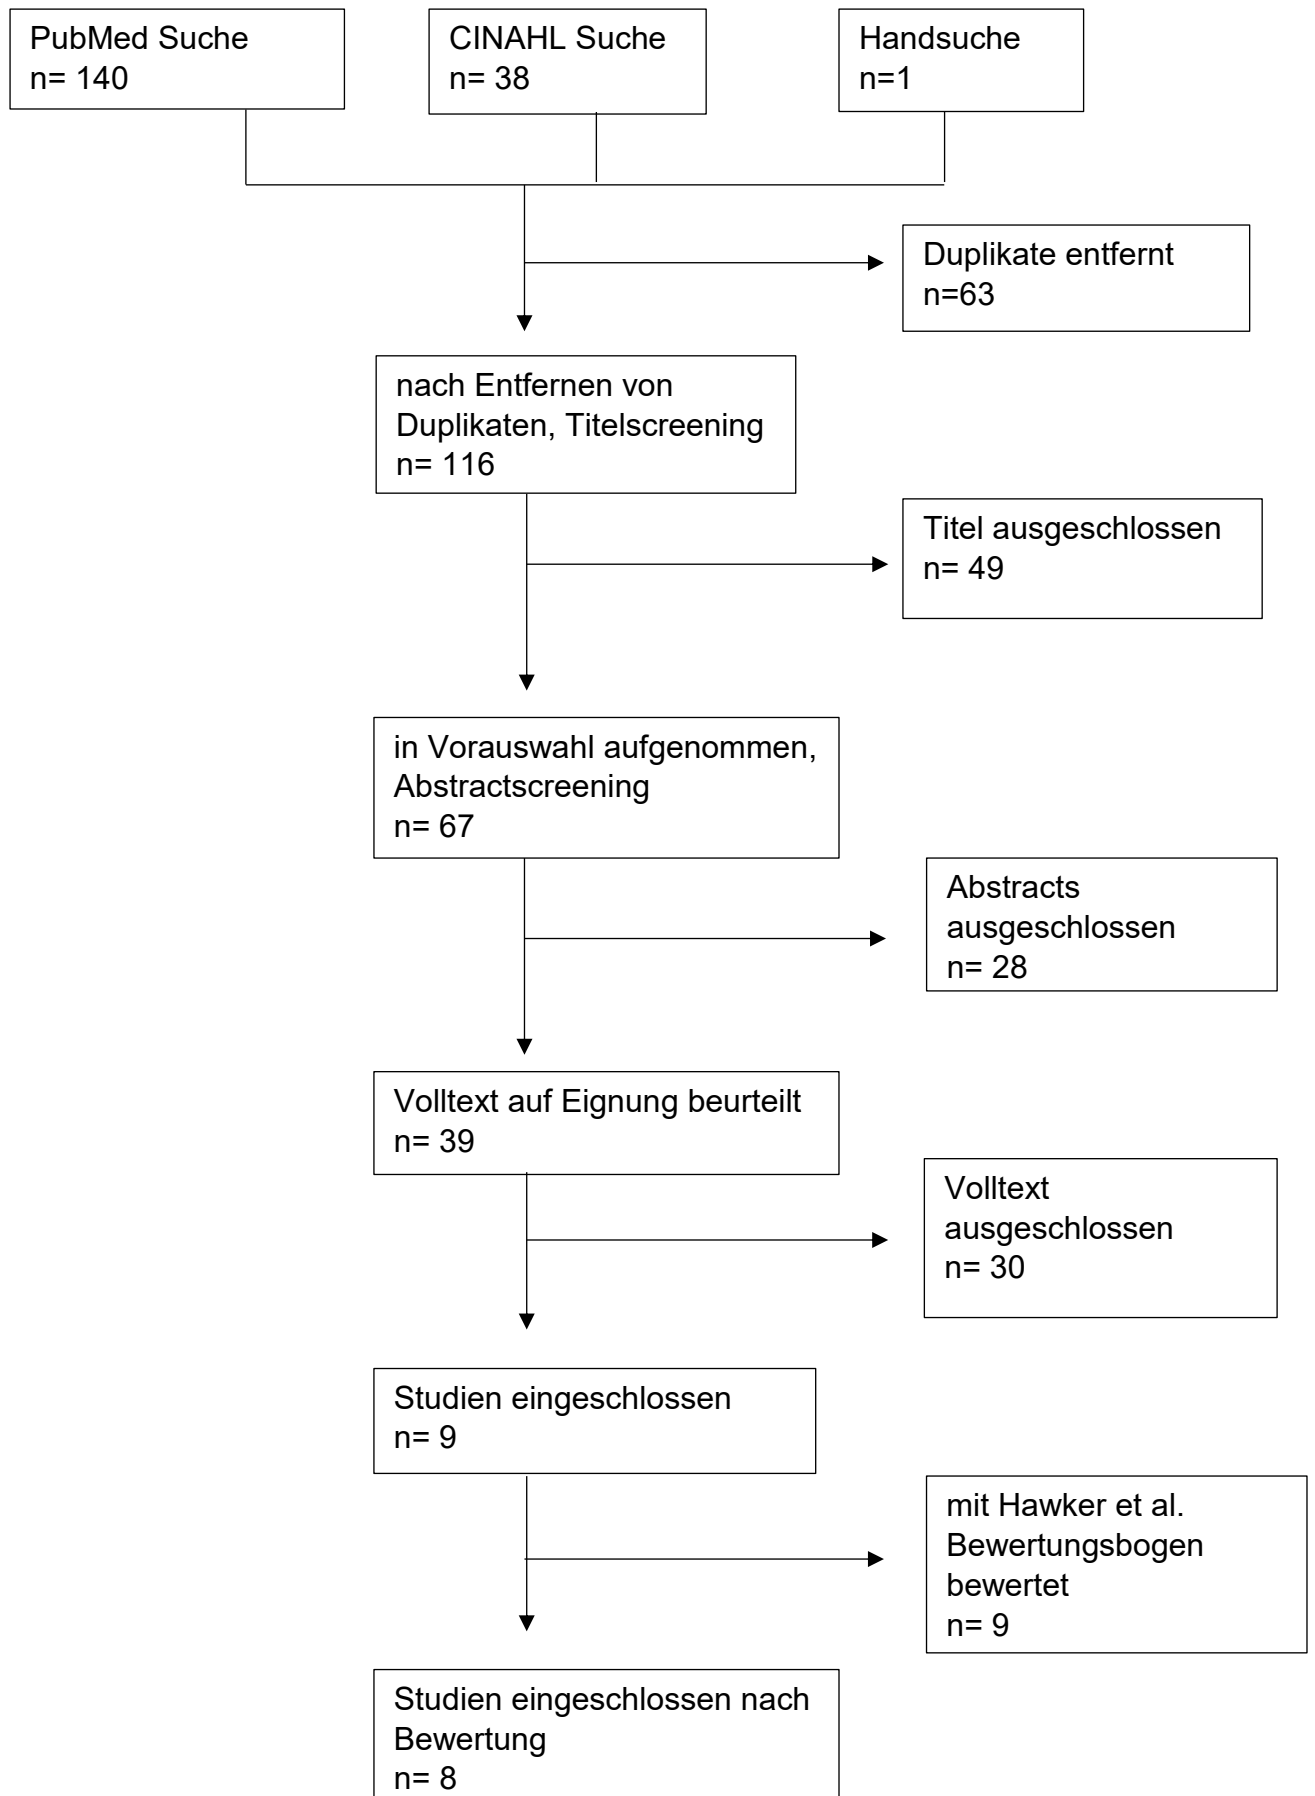 PubMed Suche
n= 140
CINAHL Suche
n= 38
Handsuche
n=1
Duplikate entfernt
n=63
nach Entfernen von
Duplikaten, Titelscreening
n= 116
Titel ausgeschlossen
n= 49
in Vorauswahl aufgenommen,
Abstractscreening
n= 67
Abstracts
ausgeschlossen
n= 28
Volltext auf Eignung beurteilt
n= 39
Volltext
ausgeschlossen
n= 30
Studien eingeschlossen
n= 9
mit Hawker et al.
Bewertungsbogen
bewertet
n= 9
Studien eingeschlossen nach
Bewertung
n= 8